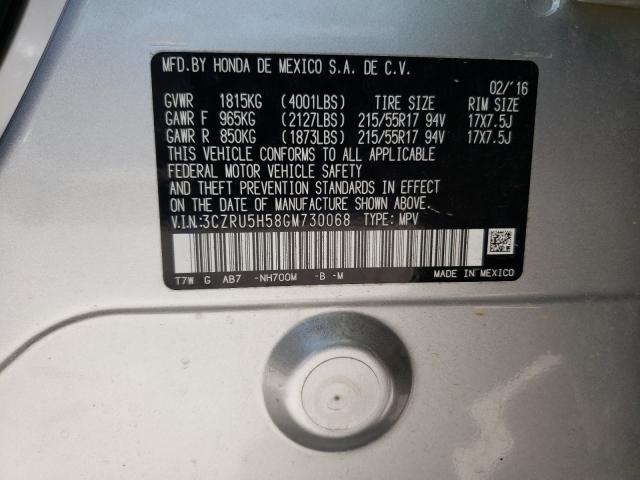 MFD.BY HONDA DE MEXICO S.A. DE C.V.
02/'16
GVWR 1815KG (4001LBS) TIRE SIZE RIM SIZE
GAWR F 965KG (2127LBS) 215/55R17 94V 17X7.5J
GAWR R 850KG (1873LBS) 215/55R17 94V 17X7.5J
THIS VEHICLE CONFORMS TO ALL APPLICABLE
FEDERAL MOTOR VEHICLE SAFETY
AND THEFT PREVENTION STANDARDS IN EFFECT
ON THE DATE OF MANUFACTURE SHOWN ABOVE.
V.I.N.:3CZRU5H58GM730068 TYPE: MPV
T7W G AB7 -NH700M -B -M MADE IN MEXICO